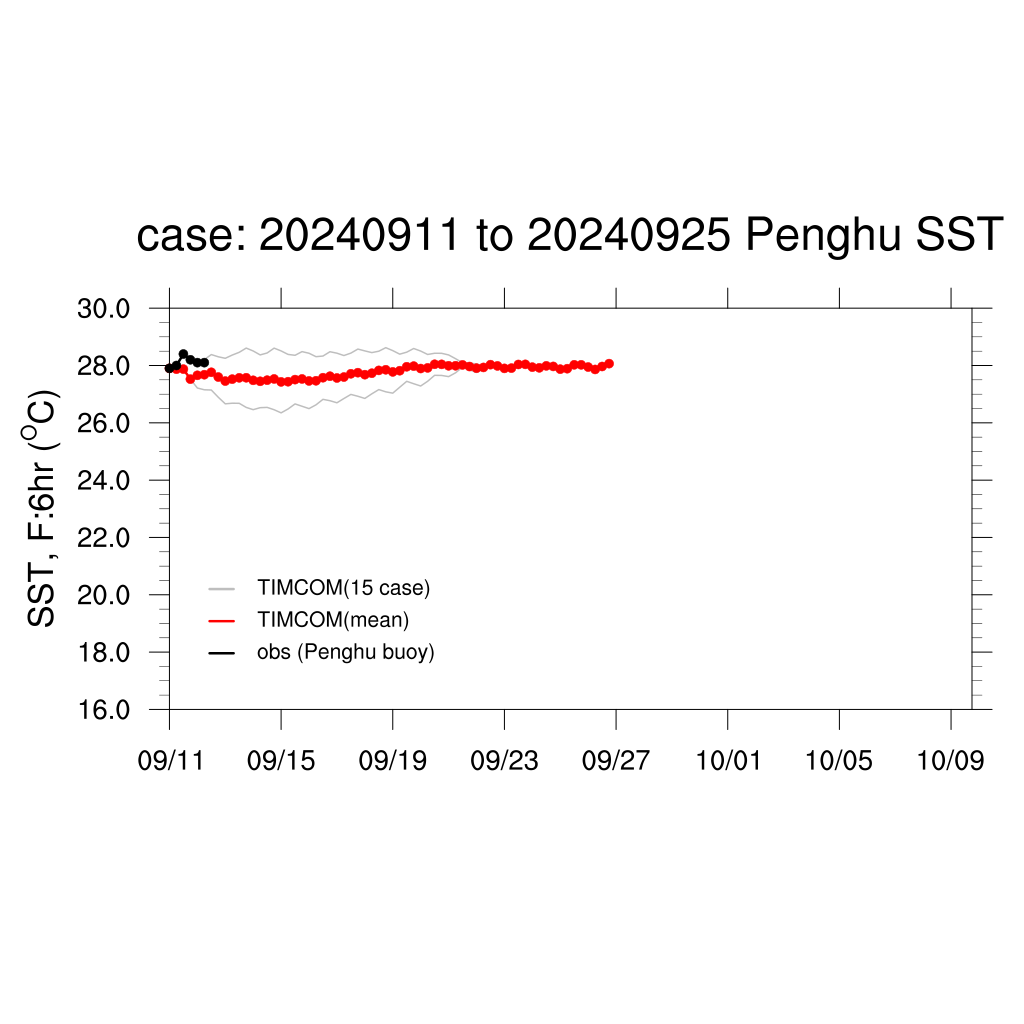 case: 20240911 to 20240925 Penghu SST
30.0
28.0
26.0
24.0
22.0
20.0
18.0
16.0
SST, F:6hr (°C)
TIMCOM(15 case)
TIMCOM(mean)
obs (Penghu buoy)
09/11 09/15 09/19 09/23 09/27 10/01 10/05 10/09